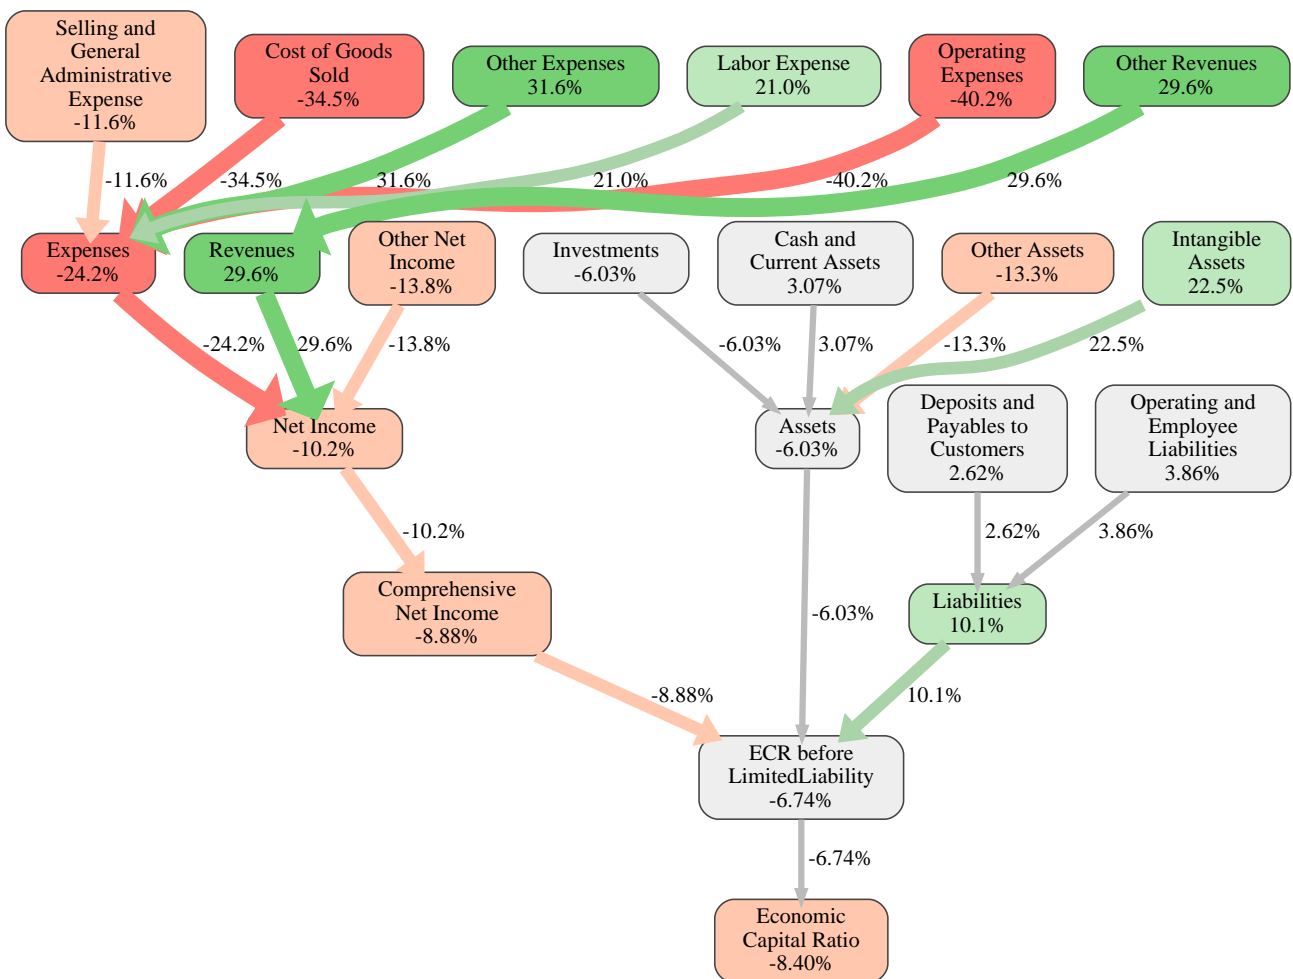 Selling and
General
Administrative
Expense
-11.6%
Cost of Goods
Sold
-34.5%
Other Expenses
31.6%
Labor Expense
21.0%
Operating
Expenses
-40.2%
Other Revenues
29.6%
-11.6%
-34.5%
31.6%
21.0%
-40.2%
29.6%
Expenses
-24.2%
Revenues
29.6%
Other Net
Income
-13.8%
Investments
-6.03%
Cash and
Current Assets
3.07%
Other Assets
-13.3%
Intangible
Assets
22.5%
-24.2%
29.6%
-13.8%
-6.03%
3.07%
-13.3%
22.5%
Net Income
-10.2%
Assets
-6.03%
Deposits and
Payables to
Customers
2.62%
Operating and
Employee
Liabilities
3.86%
-10.2%
2.62%
3.86%
Comprehensive
Net Income
-8.88%
-6.03%
Liabilities
10.1%
-8.88%
10.1%
ECR before
LimitedLiability
-6.74%
-6.74%
Economic
Capital Ratio
-8.40%